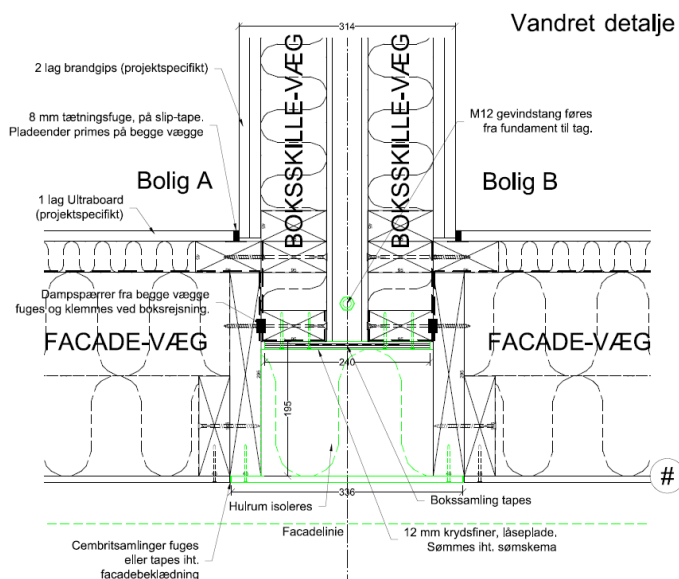 Vandret detalje
314
2 lag brandgips (projektspecifikt)
8 mm tætningsfuge, på slip-tape.
Pladeender primes på begge vægge
BOKSSKILLE-VÆG
BOKSSKILLE-VÆG
M12 gevindstang føres
fra fundament til tag.
Bolig A
Bolig B
1 lag Ultraboard
(projektspecifikt)
Dampspærrer fra begge vægge
fuges og klemmes ved boksrejsning.
FACADE-VÆG
FACADE-VÆG
240
195
336
#
Hulrum isoleres
Bokssamling tapes
Facadelinie
12 mm krydsfiner, låseplade.
Sømmes iht. sømskema
Cembritsamlinger fuges
eller tapes iht.
facadebeklædning